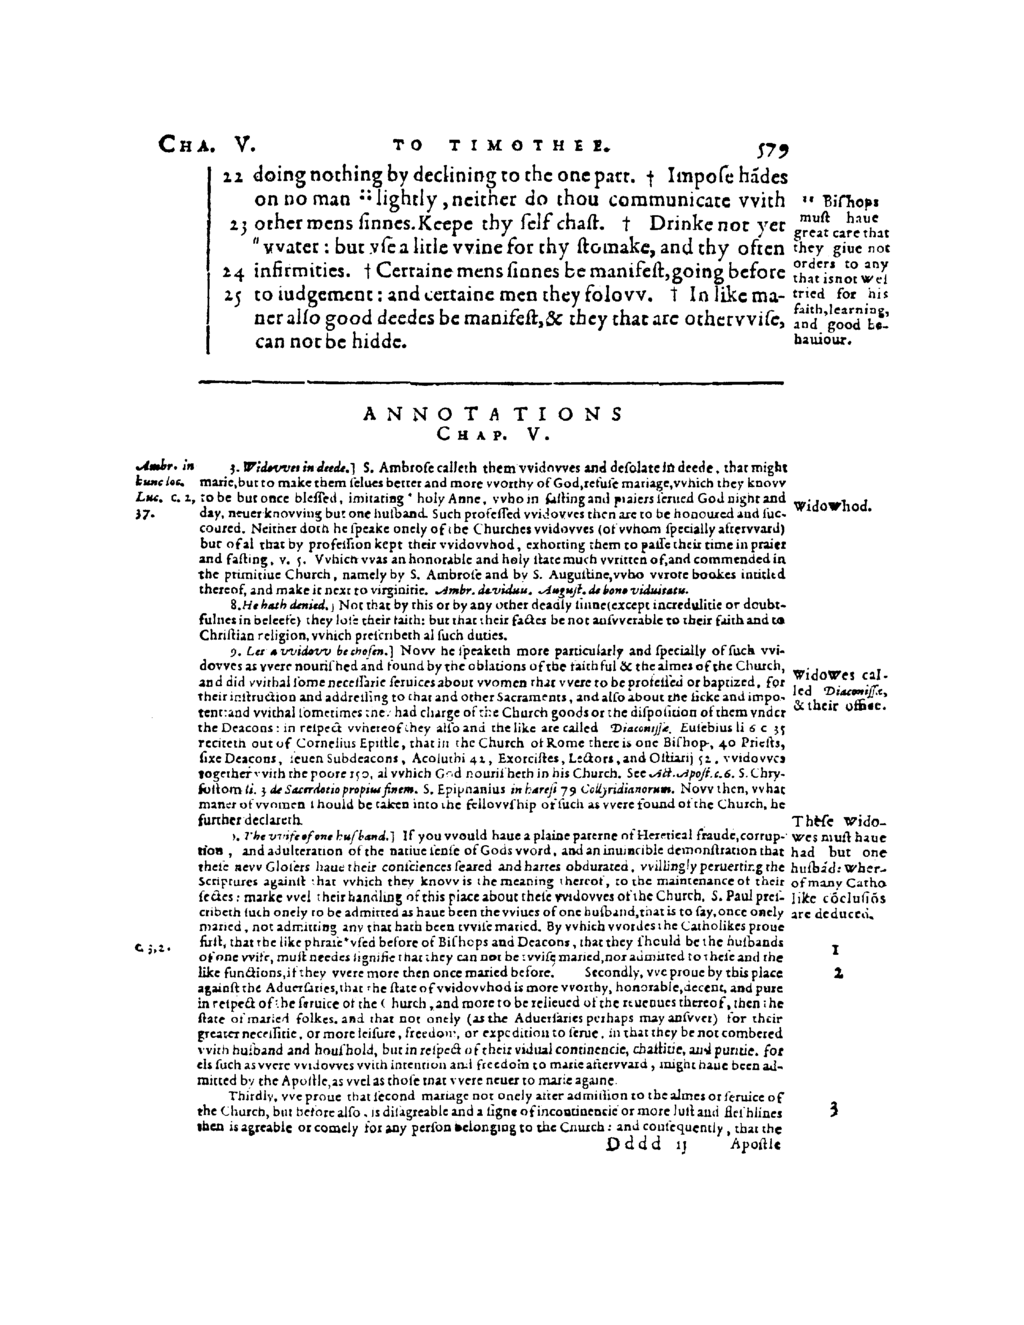 CHA. V. TO TIMOTHEE. 579
22 doing nothing by declining to the one part. † Impoſe hãdes
on no man :: lightly, neither do thou communicate vvith
23 other mens ſinnes. Keepe thy ſelf chaſt. † Drinke not yet
"vvater: but vſe a litle vvine for thy ſtomake, and thy often
24 infirmities. † Certaine mens ſinnes be manifeſt, going before
25 to iudgement: and certaine men they folovv. † In like ma-
ner alſo good deedes be manifeſt, & they that are othervviſe,
can not be hidde.
:: Biſhops
muſt haue
great care that
they giue not
orders to any
that is not wel
tried for his
faith, learning,
and good be-
hauiour.
ANNOTATIONS
CHAP. V.
Ambr. in
hunc loc.
Luc. c. 2,
37.
3. Widovves in deede.] S. Ambroſe calleth them vvidovves and deſolate in deede, that might
marie, but to make them ſelues better and more vvorthy of God, refuſe mariage, vvhich they knovv
to be but once bleſſed, imitating * holy Anne, vvho in faſting and praiers ſerued God night and
day, neuer knovving but one huſband. Such profeſſed vvidovves then are to be honoured and ſuc-
coured. Neither doth he ſpeake onely of the Churches vvidovves (of vvhom ſpecially aftervvard)
but of al that by profeſſion kept their vvidovvhod, exhorting them to paſſe their time in praier
and faſting, v. 5. Vvhich vvas an honorable and holy ſtate much vvritten of, and commended in
the primitiue Church, namely by S. Ambroſe and by S. Auguſtine, vvho vvrote bookes intitled
thereof, and make it next to virginitie. Ambr. de viduis. Auguſt. de bono viduitatis.
Widowhod.
8. He hath denied.] Not that by this or by any other deadly ſinne (except incredulitie or doubt-
fulnes in beleefe) they loſe their faith: but that their factes be not anſvverable to their faith and to
Chriſtian religion, vvhich preſcribeth al ſuch duties.
9. Let a vvidovv be choſen.] Novv he ſpeaketh more particularly and ſpecially of ſuch vvi-
dovves as vvere nouriſhed and found by the oblations of the faithful & the almes of the Church,
and did vvithal ſome neceſſarie ſeruices about vvomen that vvere to be profeſſed or baptized, for
their inſtruction and addreſſing to that and other Sacraments, and alſo about the ſicke and impo-
tent: and vvithal ſometimes they had charge of the Church goods or the diſpoſition of them vnder
the Deacons: in reſpect vvhereof they alſo and the like are called Diaconiſſæ. Euſebius li 6 c 35
reciteth out of Cornelius Epiſtle, that in the Church of Rome there is one Biſhop, 40 Prieſts,
ſixe Deacons, ſeuen Subdeacons, Acoluthi 42, Exorciſtes, Lectors, and Oſtiarij 52, vvidovves
together vvith the poore 150, al vvhich God nouriſheth in his Church. See Act. Apoſt. c. 6. S. Chry-
ſoſtom li. 3 de Sacerdotio propius finem. S. Epiphanius in hæreſi 79 Collyridianorum. Novv then, vvhat
maner of vvomen ſhould be taken into the fellovvſhip of ſuch as vvere found of the Church, he
further declareth.
Widowes cal-
led Diaconiſſæ,
& their office.
9. The vvife of one huſband.] If you vvould haue a plaine paterne of Heretical fraude, corrup-
tion, and adulteration of the natiue ſenſe of Gods vvord, and an inuincible demonſtration that
theſe nevv Gloſers haue their conſciences ſeared and hartes obdurated, vvillingly peruerting the
Scriptures againſt that vvhich they knovv is the meaning thereof, to the maintenance of their
ſectes: marke vvel their handling of this place about theſe vvidovves of the Church. S. Paul preſ-
cribeth ſuch onely to be admitted as haue been the vviues of one huſband, that is to ſay, once onely
maried, not admitting any that hath been tvviſe maried. By vvhich vvordes the Catholikes proue
firſt, that the like phraſe * vſed before of Biſhops and Deacons, that they ſhould be the huſbands
of one vvife, muſt needes ſignifie that they can not be tvviſe maried, nor admitted to theſe and the
like functions, if they vvere more then once maried before. Secondly, vve proue by this place
againſt the Aduerſaries, that the ſtate of vvidovvhod is more vvorthy, honorable, decent, and pure
in reſpect of the ſeruice of the Church, and more to be relieued of the reuenues thereof, then the
ſtate of maried folkes. and that not onely (as the Aduerſaries perhaps may anſvver) for their
greater neceſſitie, or more leiſure, freedom, or expedition to ſerue, in that they be not combered
vvith huſband and houſhold, but in reſpect of their vidual continencie, chaſtitie, and puritie. for
els ſuch as vvere vvidovves vvith intention and freedom to marie aftervvard, might haue been ad-
mitted by the Apoſtle, as vvel as thoſe that vvere neuer to marie againe.
Theſe wido-
wes muſt haue
had but one
huſbãd: wher-
of many Catho
like cõcluſiõs
are deduced.
C. 3, 2.
1
2
Thirdly, vve proue that ſecond mariage not onely after admiſſion to the almes or ſeruice of
the Church, but before alſo, is diſagreable and a ſigne of incontinencie or more luſt and fleſhlines
then is agreable or comely for any perſon belonging to the Church: and conſequently, that the
3
Dddd ij Apoſtle